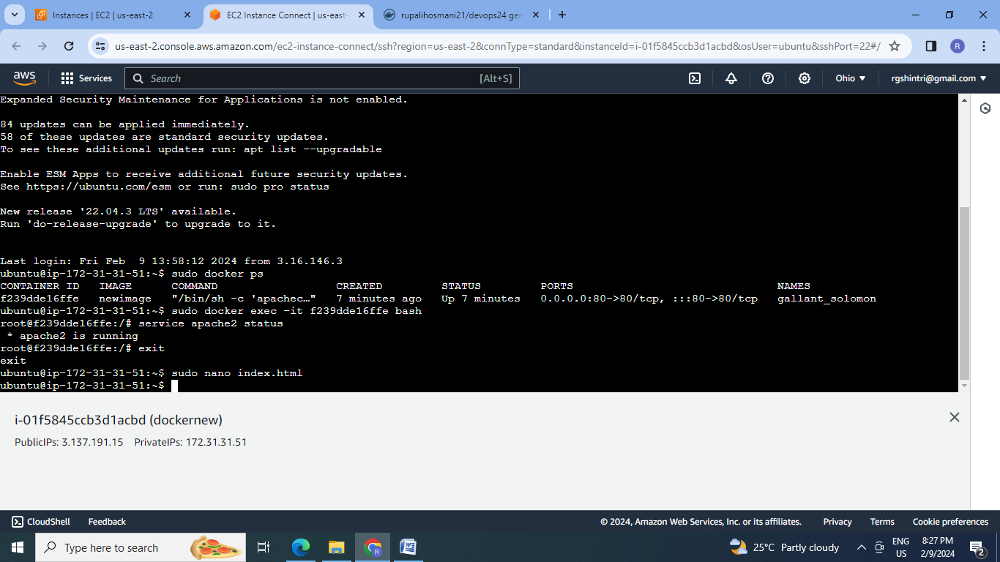 Instances | EC2 | us-east-2
EC2 Instance Connect | us-east-
rupalihosmani21/devops24 gen
us-east-2.console.aws.amazon.com/ec2-instance-connect/ssh?region=us-east-2&connType=standard&instanceId=i-01f5845ccb3d1acbd&osUser=ubuntu&sshPort=22#/
R
aws
Services
Search
[Alt+S]
Ohio
rgshintri@gmail.com
Expanded Security Maintenance for Applications is not enabled.
84 updates can be applied immediately.
58 of these updates are standard security updates.
To see these additional updates run: apt list --upgradable
Enable ESM Apps to receive additional future security updates.
See https://ubuntu.com/esm or run: sudo pro status
New release '22.04.3 LTS' available.
Run 'do-release-upgrade' to upgrade to it.
Last login: Fri Feb  9 13:58:12 2024 from 3.16.146.3
ubuntu@ip-172-31-31-51:~$ sudo docker ps
CONTAINER ID   IMAGE      COMMAND                  CREATED         STATUS         PORTS                               NAMES
f239dde16ffe   newimage   "/bin/sh -c 'apachec…"   7 minutes ago   Up 7 minutes   0.0.0.0:80->80/tcp, :::80->80/tcp   gallant_solomon
ubuntu@ip-172-31-31-51:~$ sudo docker exec -it f239dde16ffe bash
root@f239dde16ffe:/# service apache2 status
 * apache2 is running
root@f239dde16ffe:/# exit
exit
ubuntu@ip-172-31-31-51:~$ sudo nano index.html
ubuntu@ip-172-31-31-51:~$
i-01f5845ccb3d1acbd (dockernew)
PublicIPs: 3.137.191.15 PrivateIPs: 172.31.31.51
CloudShell
Feedback
© 2024, Amazon Web Services, Inc. or its affiliates.
Privacy
Terms
Cookie preferences
Type here to search
25°C Partly cloudy
ENG
US
8:27 PM
2/9/2024
2